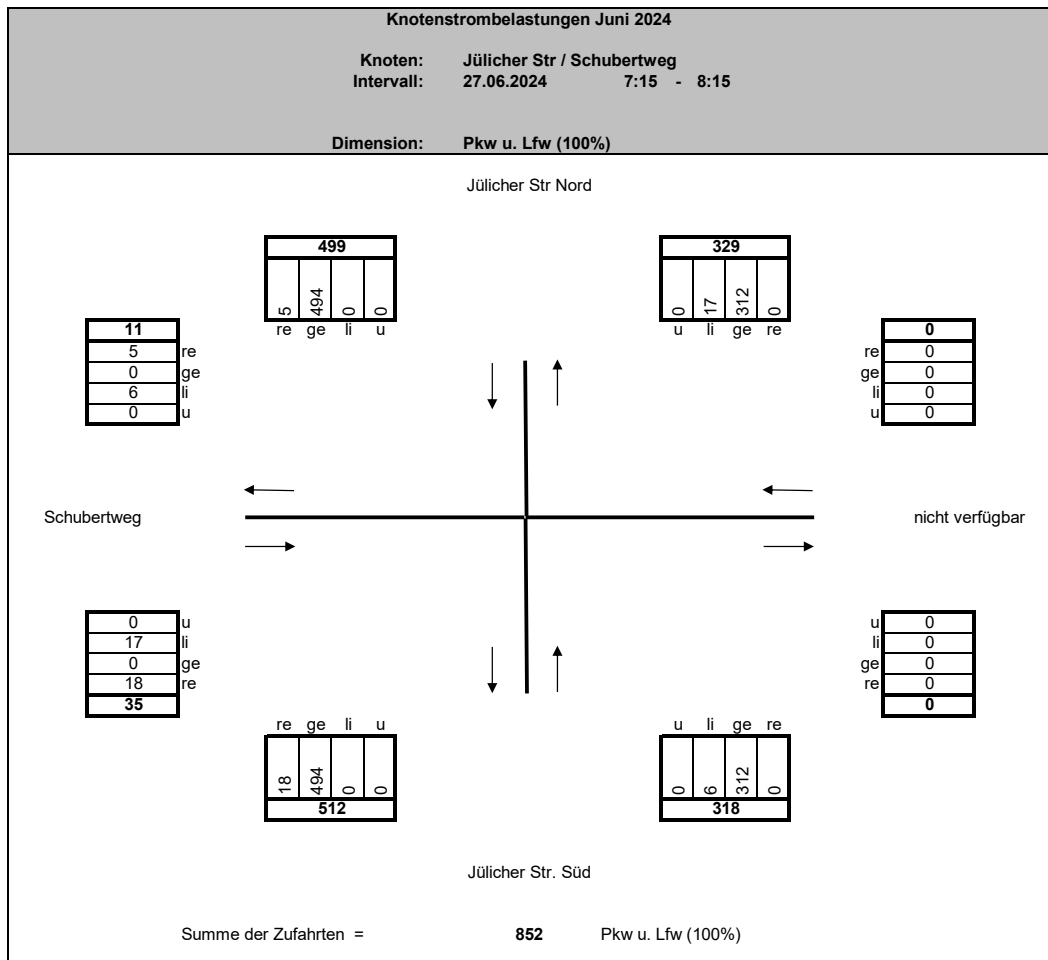 Knotenstrombelastungen Juni 2024
Knoten: Jülicher Str / Schubertweg
Intervall: 27.06.2024 7:15 - 8:15
Dimension: Pkw u. Lfw (100%)
Jülicher Str Nord
499 329
5 494 0 0 0 17 312 0
re ge li u u li ge re
11 0
5 re re 0
0 ge ge 0
6 li li 0
0 u u 0
Schubertweg nicht verfügbar
0 u u 0
17 li li 0
0 ge ge 0
18 re re 0
35 0
re ge li u u li ge re
18 494 0 0 0 6 312 0
512 318
Jülicher Str. Süd
Summe der Zufahrten = 852 Pkw u. Lfw (100%)